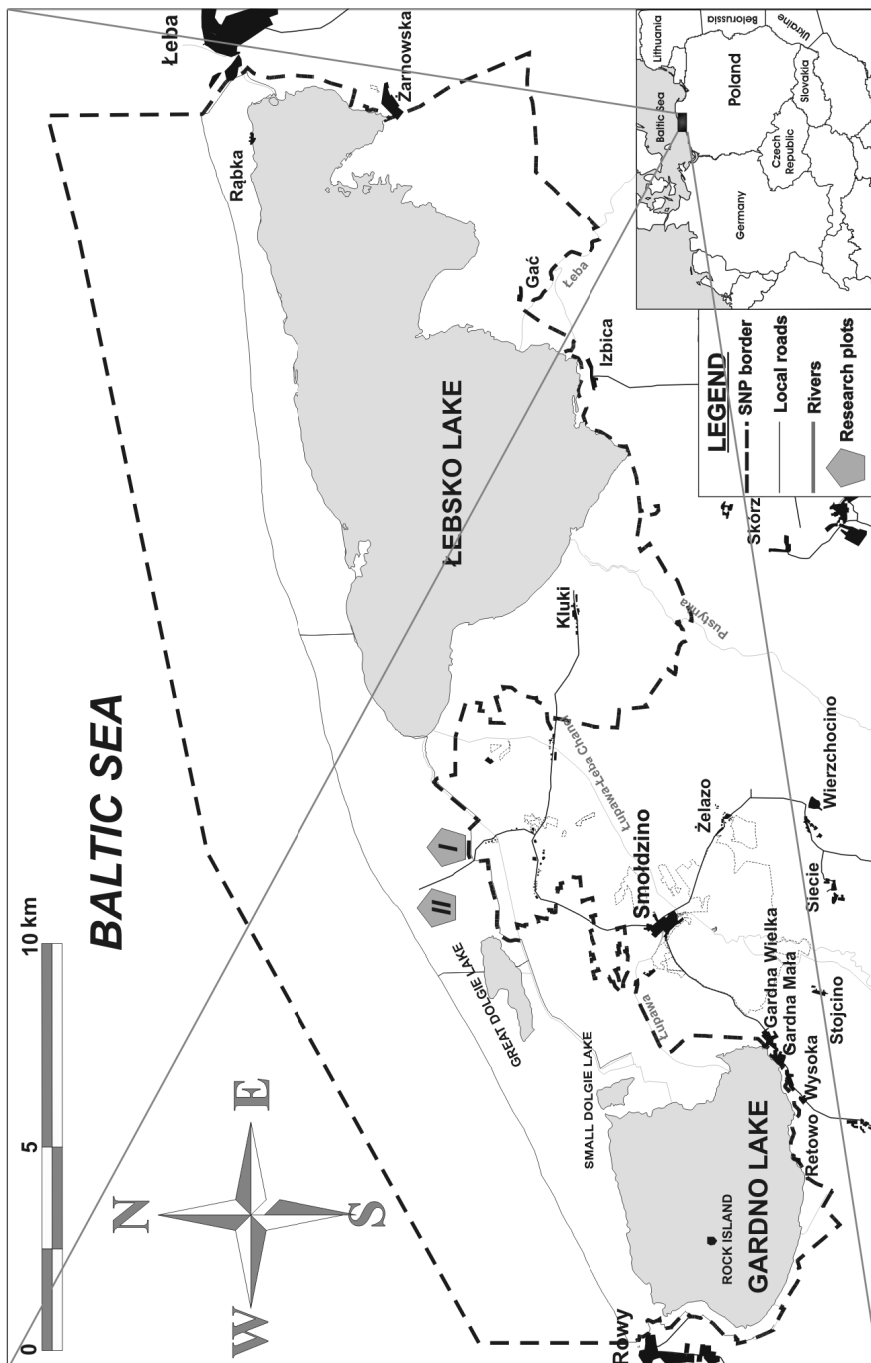 0
5
10 km
N
W
E
S
BALTIC SEA
Łeba
Rąbka
Żarnowska
ŁEBSKO LAKE
Gać
Łeba
Izbica
I
II
Kluki
Pustynka
GREAT DOLGIE LAKE
Łupawa-Łeba Chanel
SMALL DOLGIE LAKE
Smołdzino
Łupawa
Żelazo
Wierzchocino
Siecie
Stojcino
Gardna Wielka
Gardna Mała
Wysoka
Retowo
Rowy
ROCK ISLAND
GARDNO LAKE
Skórz
LEGEND
SNP border
Local roads
Rivers
Research plots
Baltic Sea
Lithuania
Belorussia
Ukraine
Poland
Germany
Czech
Republic
Slovakia